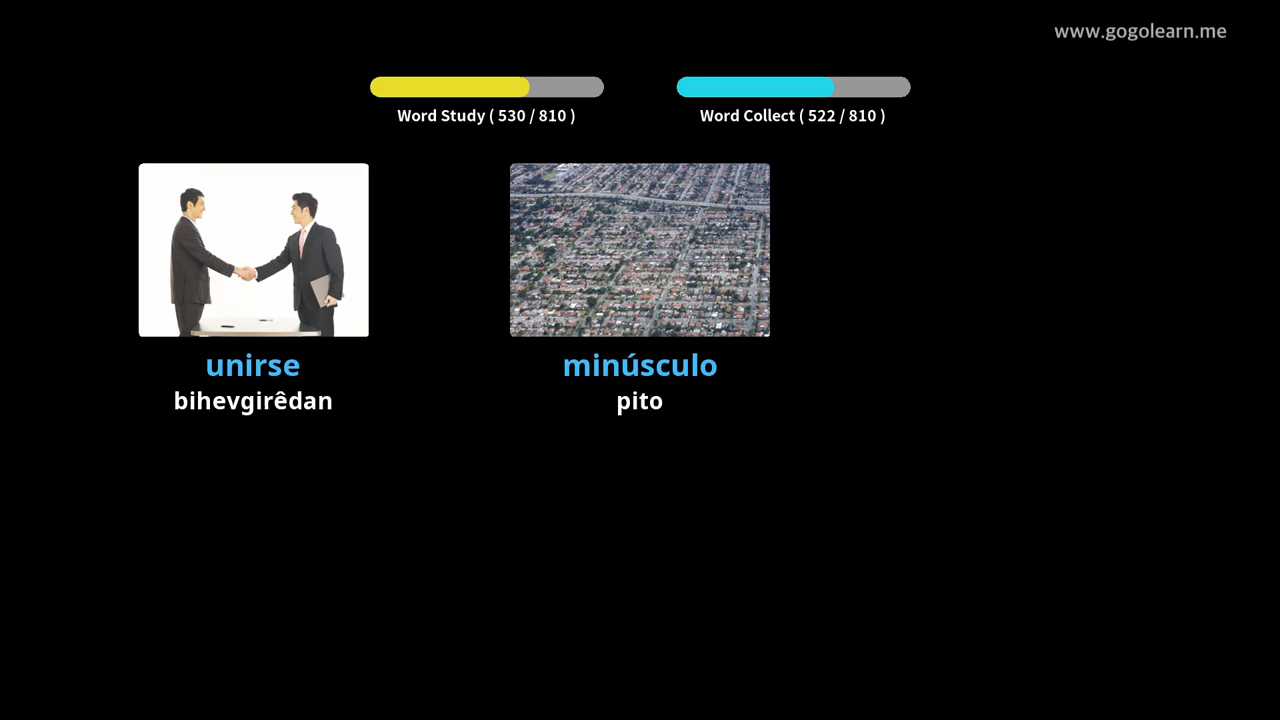 www.gogolearn.me
Word Study ( 530 / 810 )
Word Collect ( 522 / 810 )
unirse
bihevgirêdan
minúsculo
pito